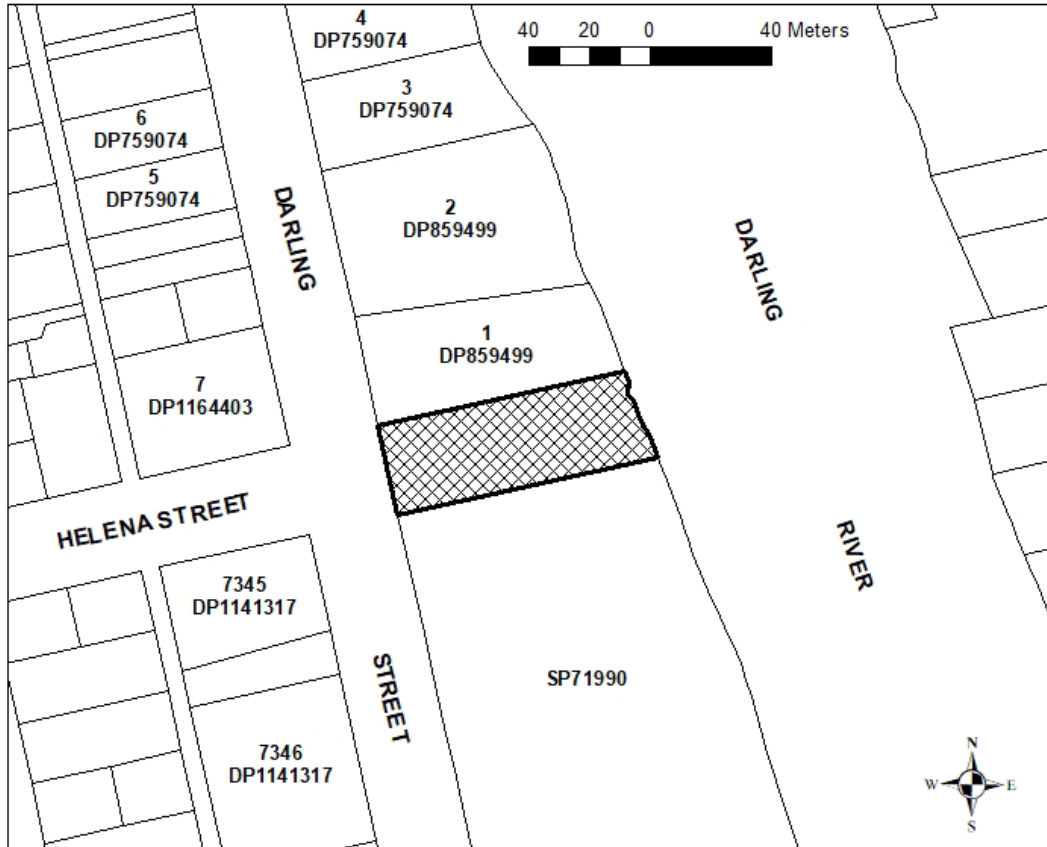 4
DP759074
40 20 0 40 Meters
3
DP759074
6
DP759074
5
DP759074
DARLING
2
DP859499
DARLING
1
DP859499
7
DP1164403
HELENA STREET
RIVER
7345
DP1141317
STREET
SP71990
7346
DP1141317
N
W E
S